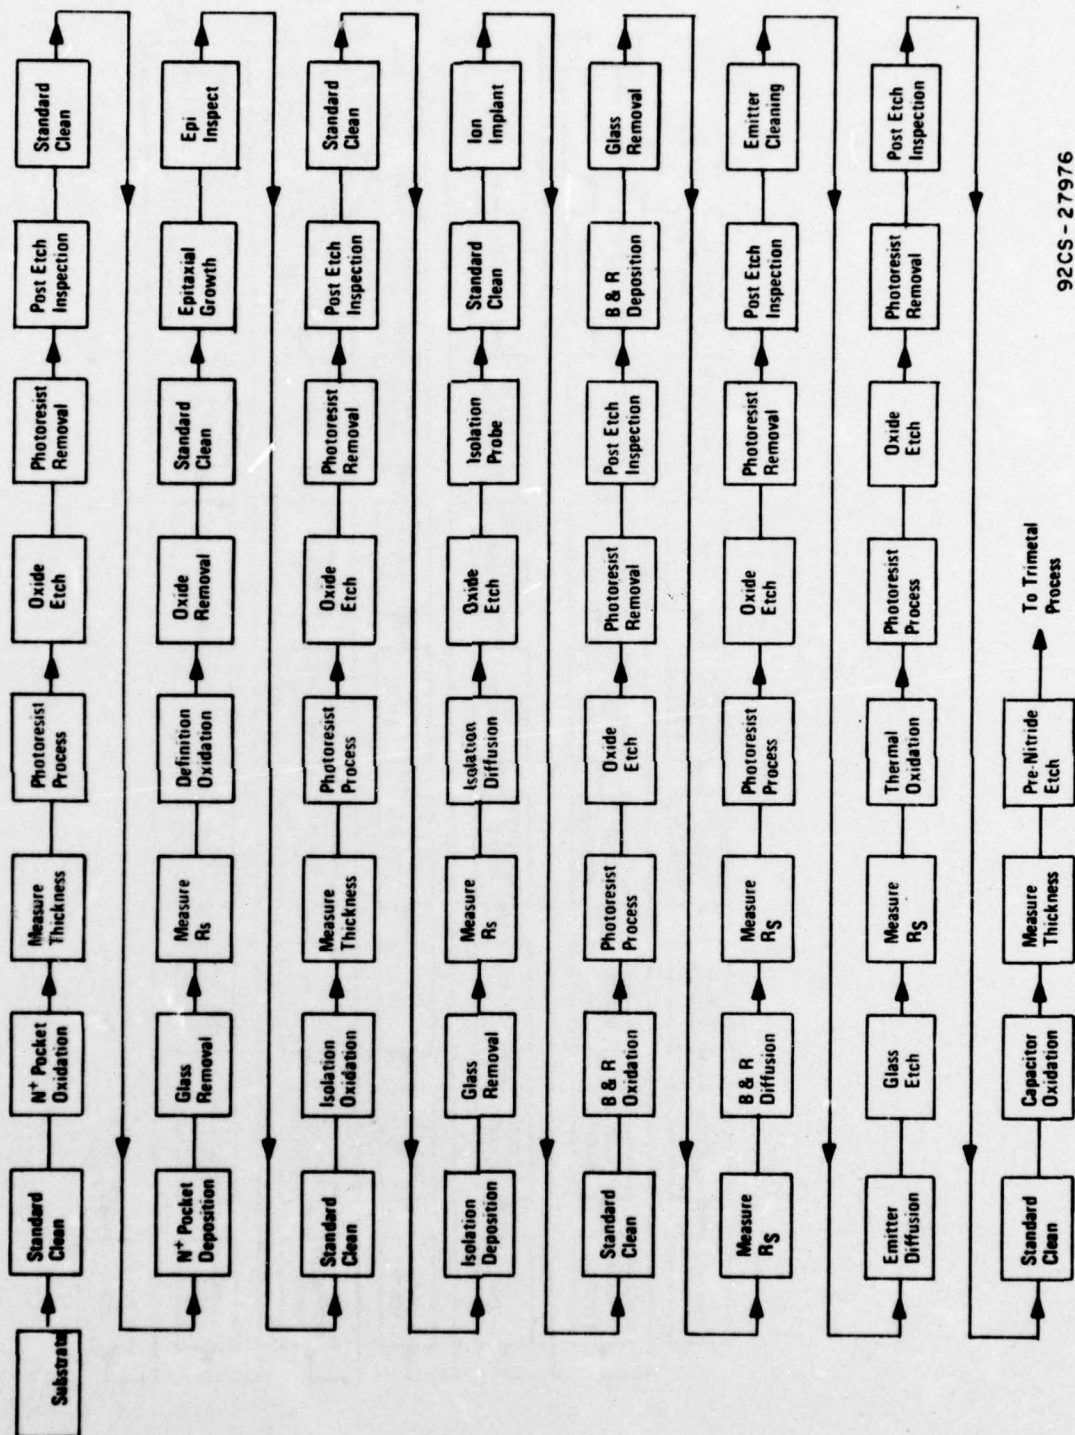 Substrate
Standard
Clean
N+ Pocket
Oxidation
Measure
Thickness
Photoresist
Process
Oxide
Etch
Photoresist
Removal
Post Etch
Inspection
Standard
Clean
N+ Pocket
Deposition
Glass
Removal
Measure
Rs
Definition
Oxidation
Oxide
Removal
Standard
Clean
Epitaxial
Growth
Epi
Inspect
Standard
Clean
Isolation
Oxidation
Measure
Thickness
Photoresist
Process
Oxide
Etch
Photoresist
Removal
Post Etch
Inspection
Standard
Clean
Isolation
Deposition
Glass
Removal
Measure
Rs
Isolation
Diffusion
Oxide
Etch
Isolation
Probe
Standard
Clean
Ion
Implant
Standard
Clean
B & R
Oxidation
Photoresist
Process
Oxide
Etch
Photoresist
Removal
Post Etch
Inspection
B & R
Deposition
Glass
Removal
Measure
RS
B & R
Diffusion
Measure
RS
Photoresist
Process
Oxide
Etch
Photoresist
Removal
Post Etch
Inspection
Emitter
Cleaning
Emitter
Diffusion
Glass
Etch
Measure
RS
Thermal
Oxidation
Photoresist
Process
Oxide
Etch
Photoresist
Removal
Post Etch
Inspection
Standard
Clean
Capacitor
Oxidation
Measure
Thickness
Pre-Nitride
Etch
To Trimetal
Process
92CS-27976